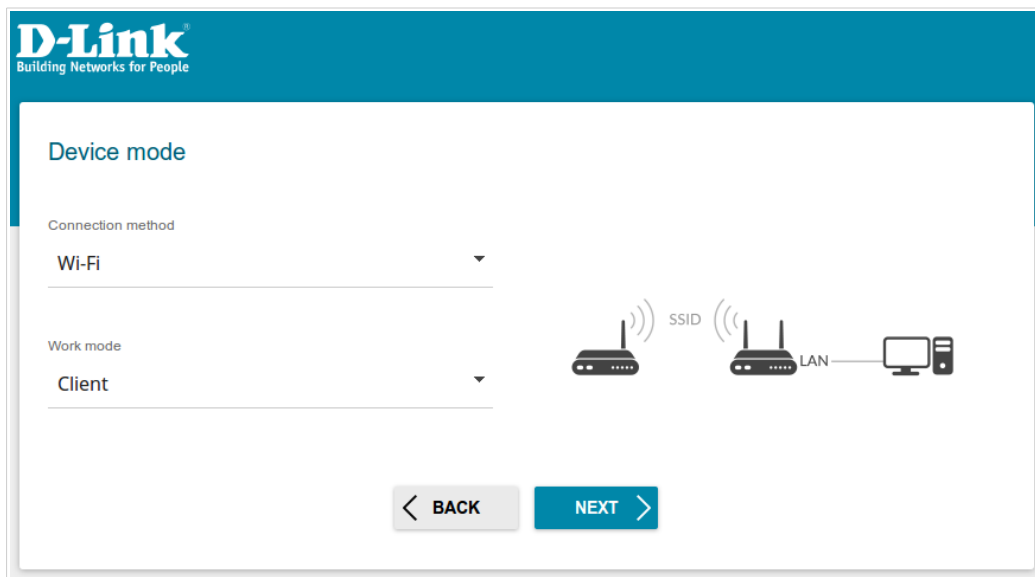 D-Link®
Building Networks for People
Device mode
Connection method
Wi-Fi
Work mode
Client
SSID
LAN
BACK
NEXT